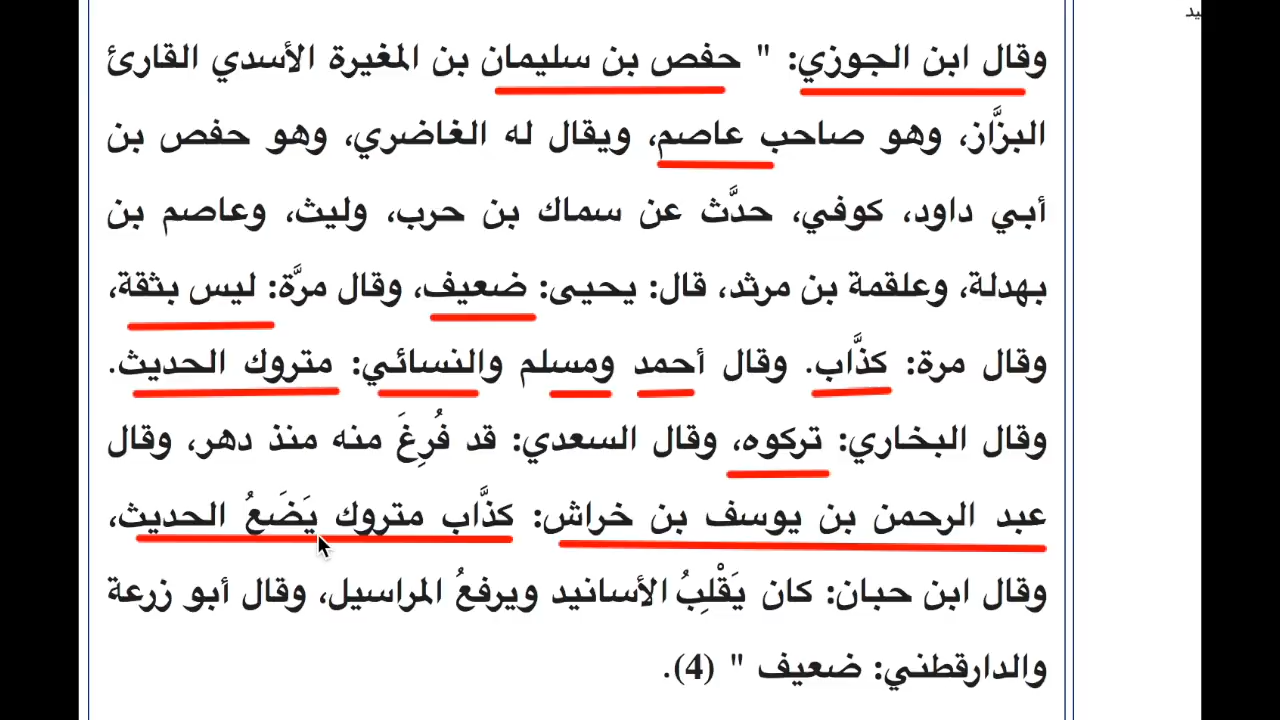 يد
وقال ابن الجوزي: " حفص بن سليمان بن المغيرة الأسدي القارئ
البزَّاز، وهو صاحب عاصم، ويقال له الغاضري، وهو حفص بن
أبي داود، كوفي، حدَّث عن سماك بن حرب، وليث، وعاصم بن
بهدلة، وعلقمة بن مرثد، قال: يحيى: ضعيف، وقال مرَّة: ليس بثقة،
وقال مرة: كذَّاب. وقال أحمد ومسلم والنسائي: متروك الحديث.
وقال البخاري: تركوه، وقال السعدي: قد فُرِغَ منه منذ دهر، وقال
عبد الرحمن بن يوسف بن خراش: كذَّاب متروك يَضَعُ الحديث،
وقال ابن حبان: كان يَقْلِبُ الأسانيد ويرفعُ المراسيل، وقال أبو زرعة
والدارقطني: ضعيف " (4).